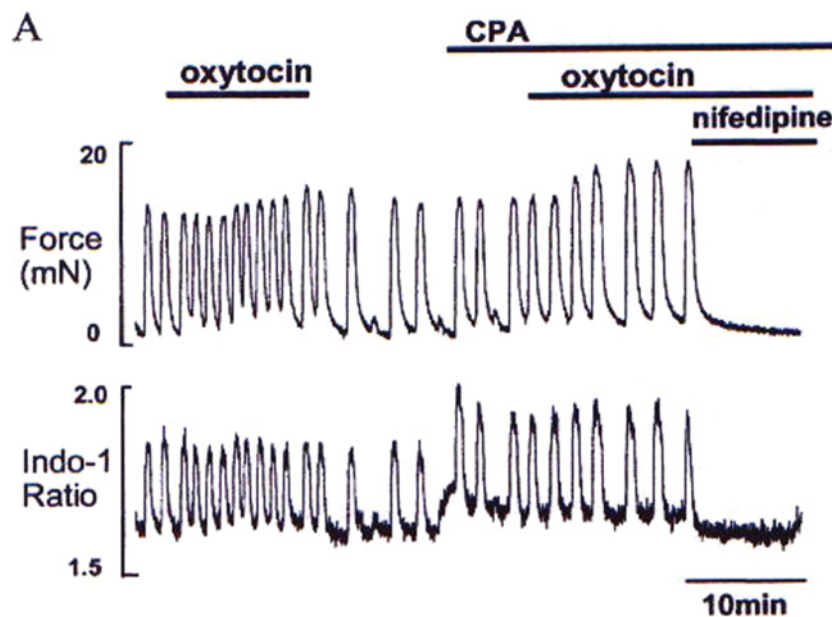 A
CPA
oxytocin
oxytocin
nifedipine
20
Force
(mN)
0
2.0
Indo-1
Ratio
1.5
10min